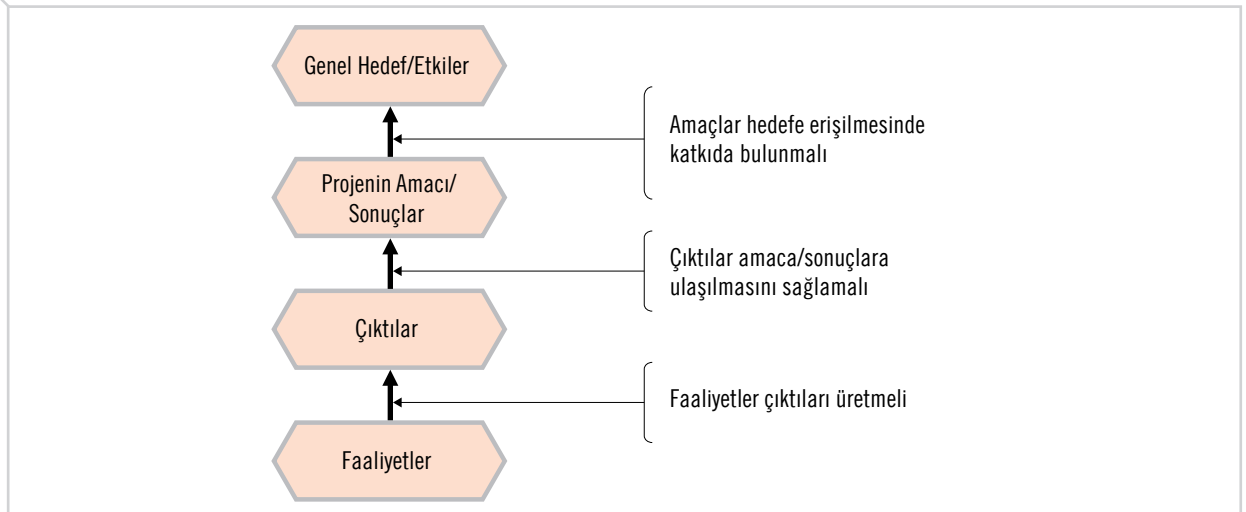 Genel Hedef/Etkiler
Amaçlar hedefe erişilmesinde
katkıda bulunmalı
Projenin Amacı/
Sonuçlar
Çıktılar amaca/sonuçlara
ulaşılmasını sağlamalı
Çıktılar
Faaliyetler çıktıları üretmeli
Faaliyetler